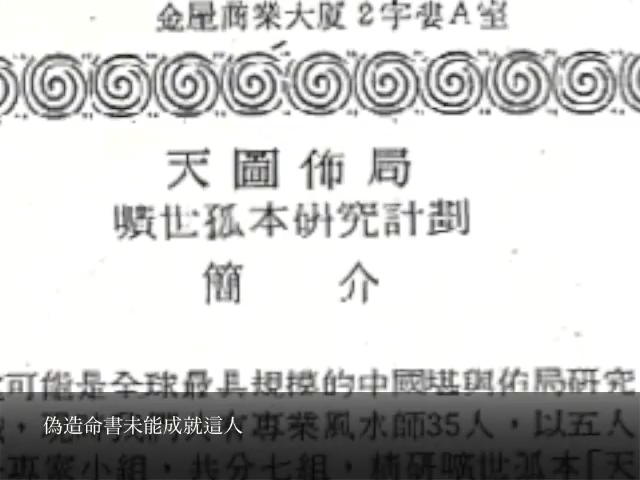 金屋商業大廈2字樓A室
天圖佈局
曠世孤本研究計劃
簡介
可能是全球最具規模的中國堪輿佈局研究
偽造命書未能成就這人
專業風水師35人，以五人
專案小組，共分七組，精研曠世孤本「天